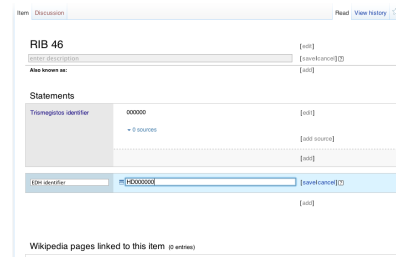 Item Discussion Read View history
RIB 46 [edit]
enter description [save|cancel][?]
Also known as: [add]
Statements
Trismegistos identifier 000000 [edit]
0 sources
[add source]
[add]
EDH identifier HD000000 [save|cancel][?]
[add]
Wikipedia pages linked to this item (0 entries)